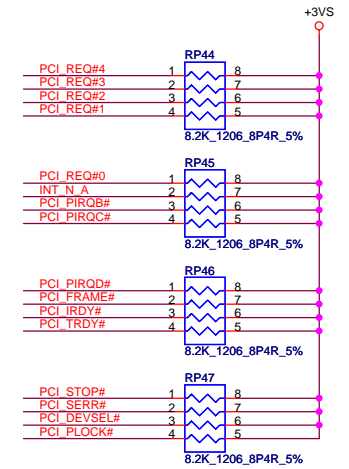 +3VS
RP44
PCI_REQ#4 1 8
PCI_REQ#3 2 7
PCI_REQ#2 3 6
PCI_REQ#1 4 5
8.2K_1206_8P4R_5%
RP45
PCI_REQ#0 1 8
INT_N_A 2 7
PCI_PIRQB# 3 6
PCI_PIRQC# 4 5
8.2K_1206_8P4R_5%
RP46
PCI_PIRQD# 1 8
PCI_FRAME# 2 7
PCI_IRDY# 3 6
PCI_TRDY# 4 5
8.2K_1206_8P4R_5%
RP47
PCI_STOP# 1 8
PCI_SERR# 2 7
PCI_DEVSEL# 3 6
PCI_PLOCK# 4 5
8.2K_1206_8P4R_5%